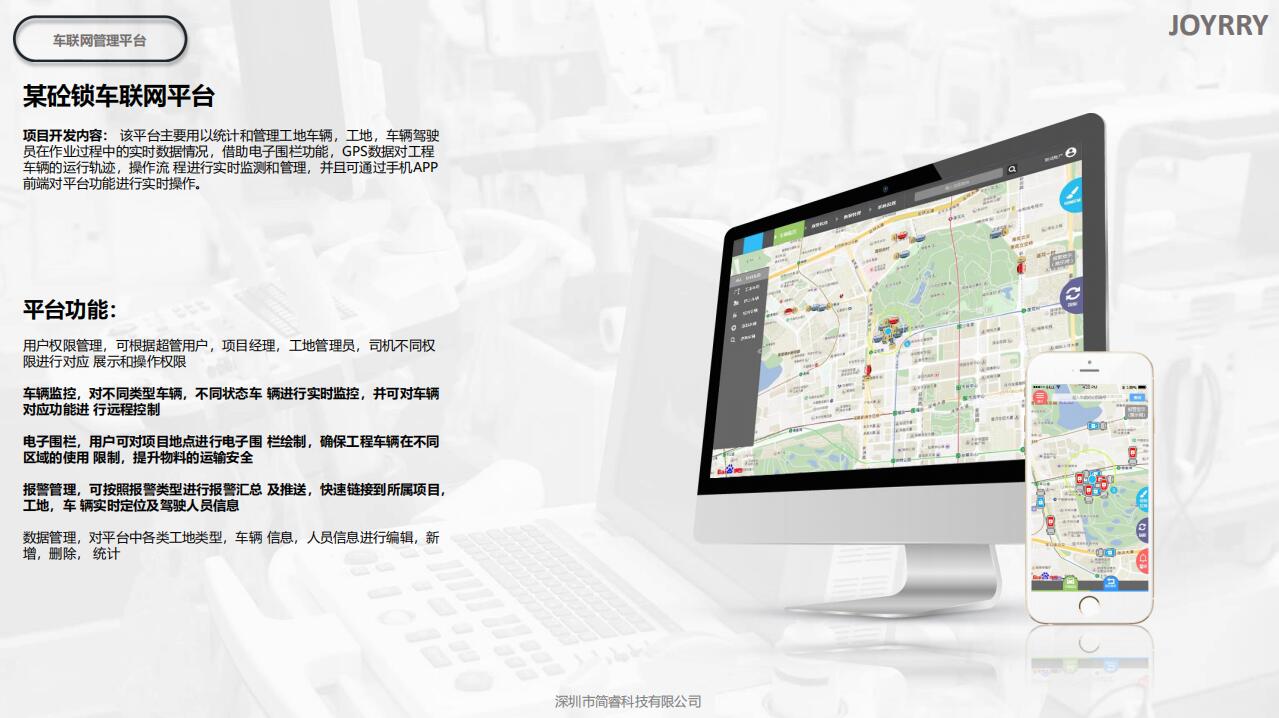 车联网管理平台
JOYRRY
某砼锁车联网平台
项目开发内容： 该平台主要用以统计和管理工地车辆，工地，车辆驾驶
员在作业过程中的实时数据情况，借助电子围栏功能，GPS数据对工程
车辆的运行轨迹，操作流 程进行实时监测和管理，并且可通过手机APP
前端对平台功能进行实时操作。
平台功能：
用户权限管理，可根据超管用户，项目经理，工地管理员，司机不同权
限进行对应 展示和操作权限
车辆监控，对不同类型车辆，不同状态车 辆进行实时监控，并可对车辆
对应功能进 行远程控制
电子围栏，用户可对项目地点进行电子围 栏绘制，确保工程车辆在不同
区域的使用 限制，提升物料的运输安全
报警管理，可按照报警类型进行报警汇总 及推送，快速链接到所属项目，
工地，车 辆实时定位及驾驶人员信息
数据管理，对平台中各类工地类型，车辆 信息，人员信息进行编辑，新
增，删除， 统计
深圳市简睿科技有限公司